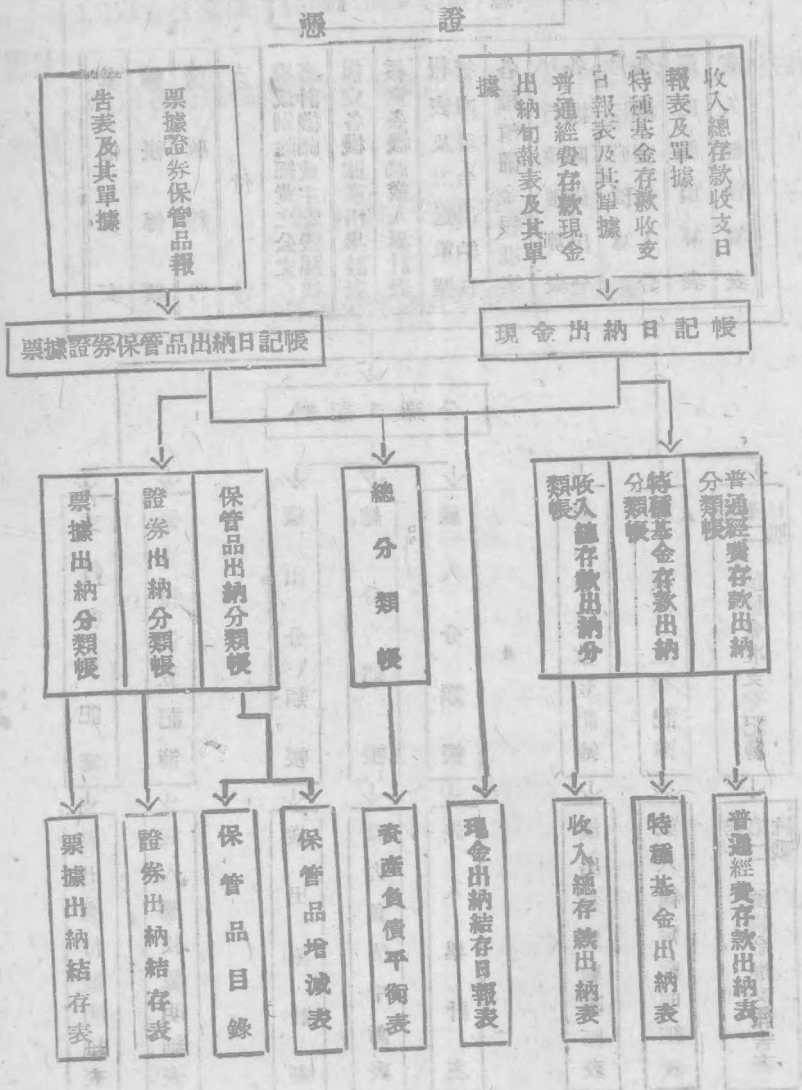 憑證
收入總存款收支日
報表及單據
特種基金存款收支
日報表及其單據
普通經費存款現金
出納旬報表及其單
據
票據證券保管品報
告表及其單據
現金出納日記帳
票據證券保管品出納日記帳
普通經費存款出納
分類帳
特種基金存款出納
分類帳
收入總存款出納分
類帳
總分類帳
保管品出納分類帳
證券出納分類帳
票據出納分類帳
普通經費存款出納表
特種基金出納表
收入總存款出納表
現金出納結存日報表
資產負債平衡表
保管品增減表
保管品目錄
證券出納結存表
票據出納結存表